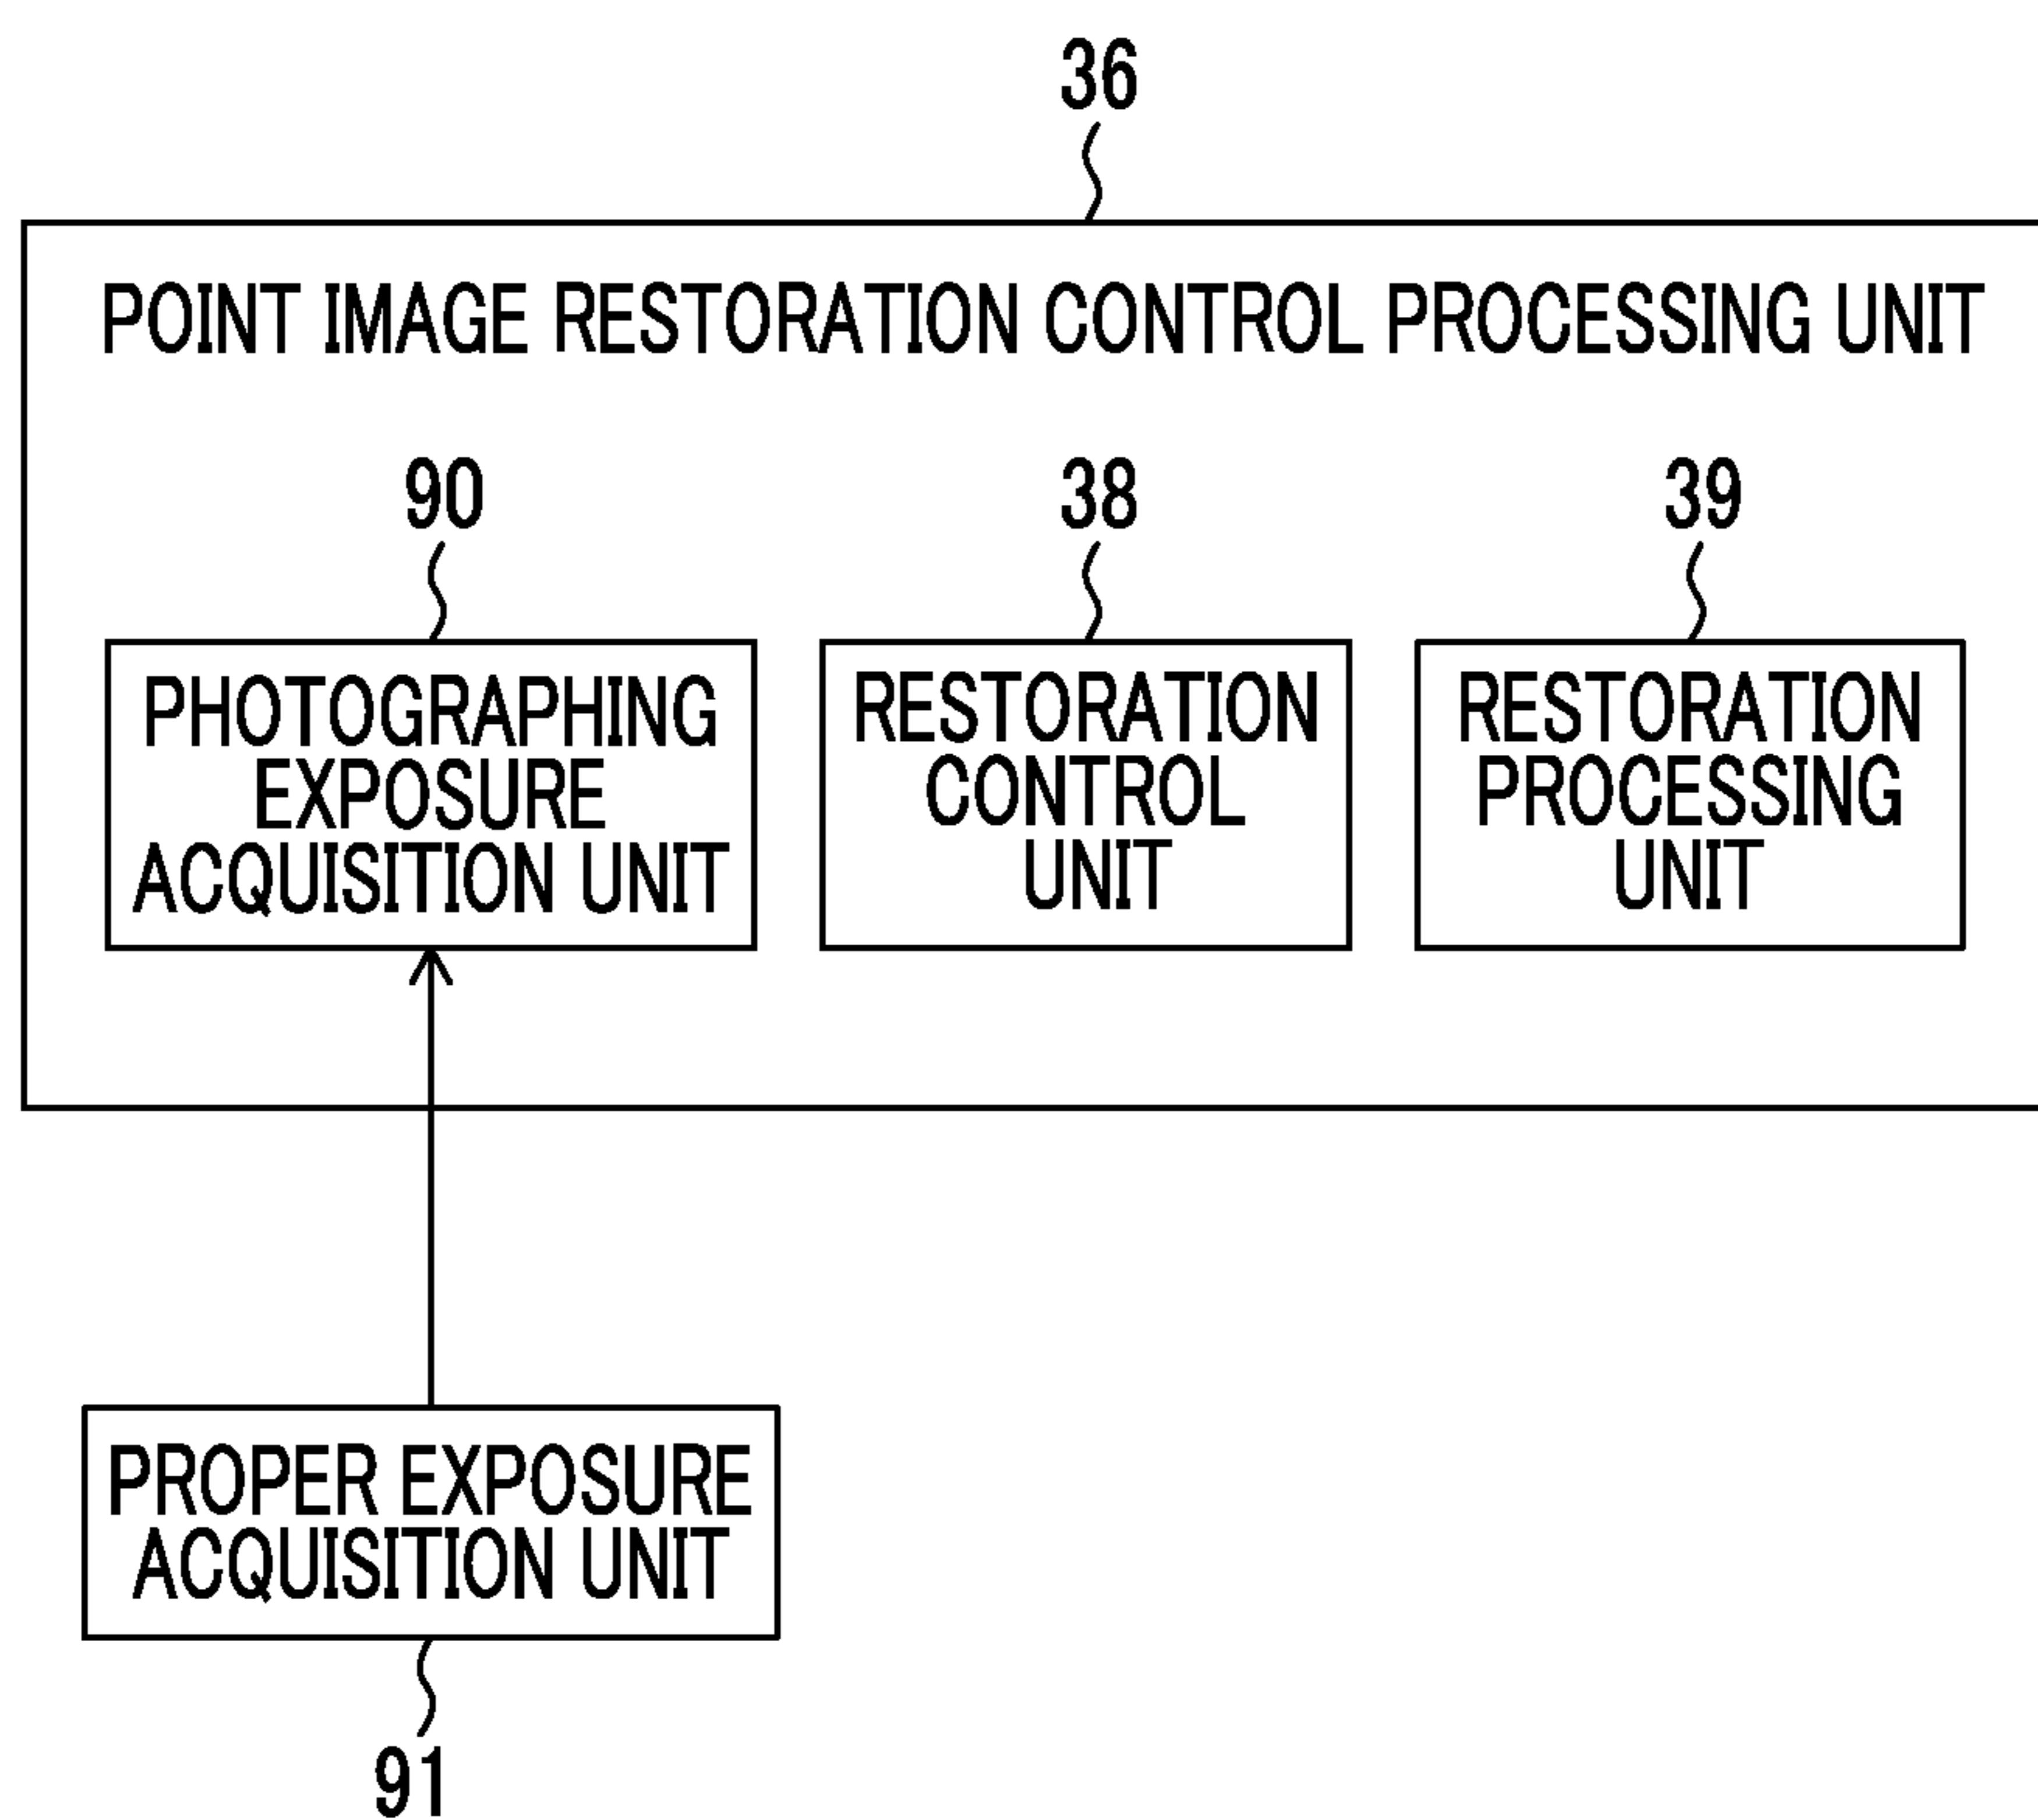 36
POINT IMAGE RESTORATION CONTROL PROCESSING UNIT
90
PHOTOGRAPHING
EXPOSURE
ACQUISITION UNIT
38
RESTORATION
CONTROL
UNIT
39
RESTORATION
PROCESSING
UNIT
PROPER EXPOSURE
ACQUISITION UNIT
91